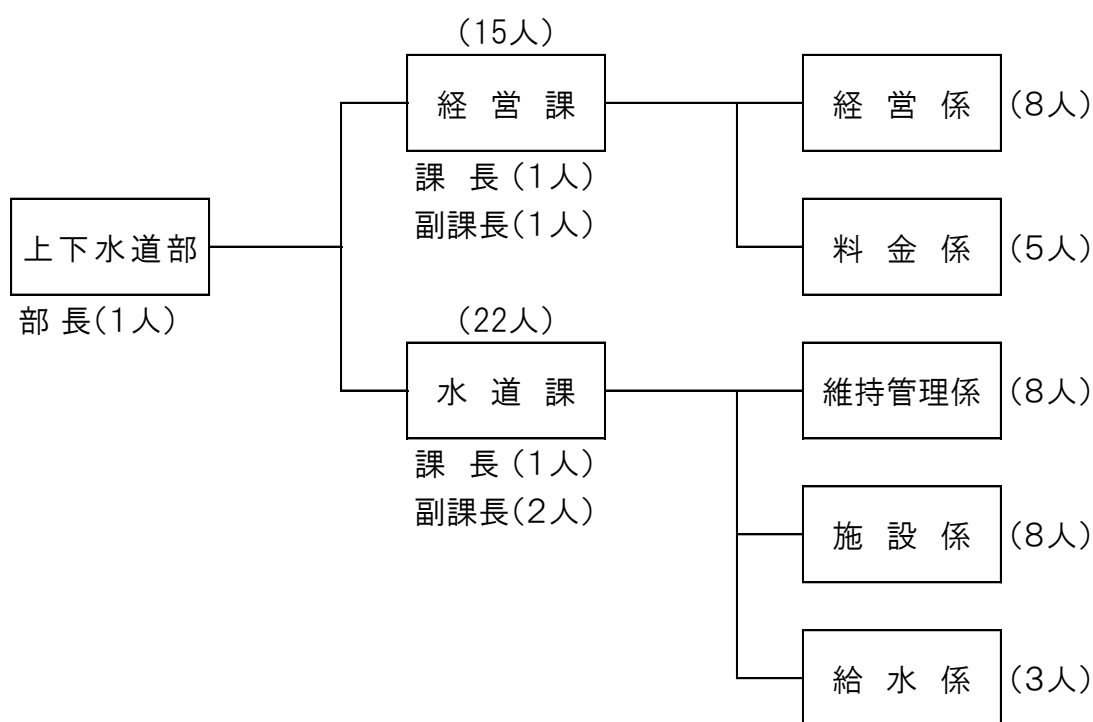 (15人)
経営課
課 長(1人)
副課長(1人)
経営係
(8人)
料金係
(5人)
上下水道部
部 長(1人)
(22人)
水道課
課 長(1人)
副課長(2人)
維持管理係
(8人)
施設係
(8人)
給水係
(3人)